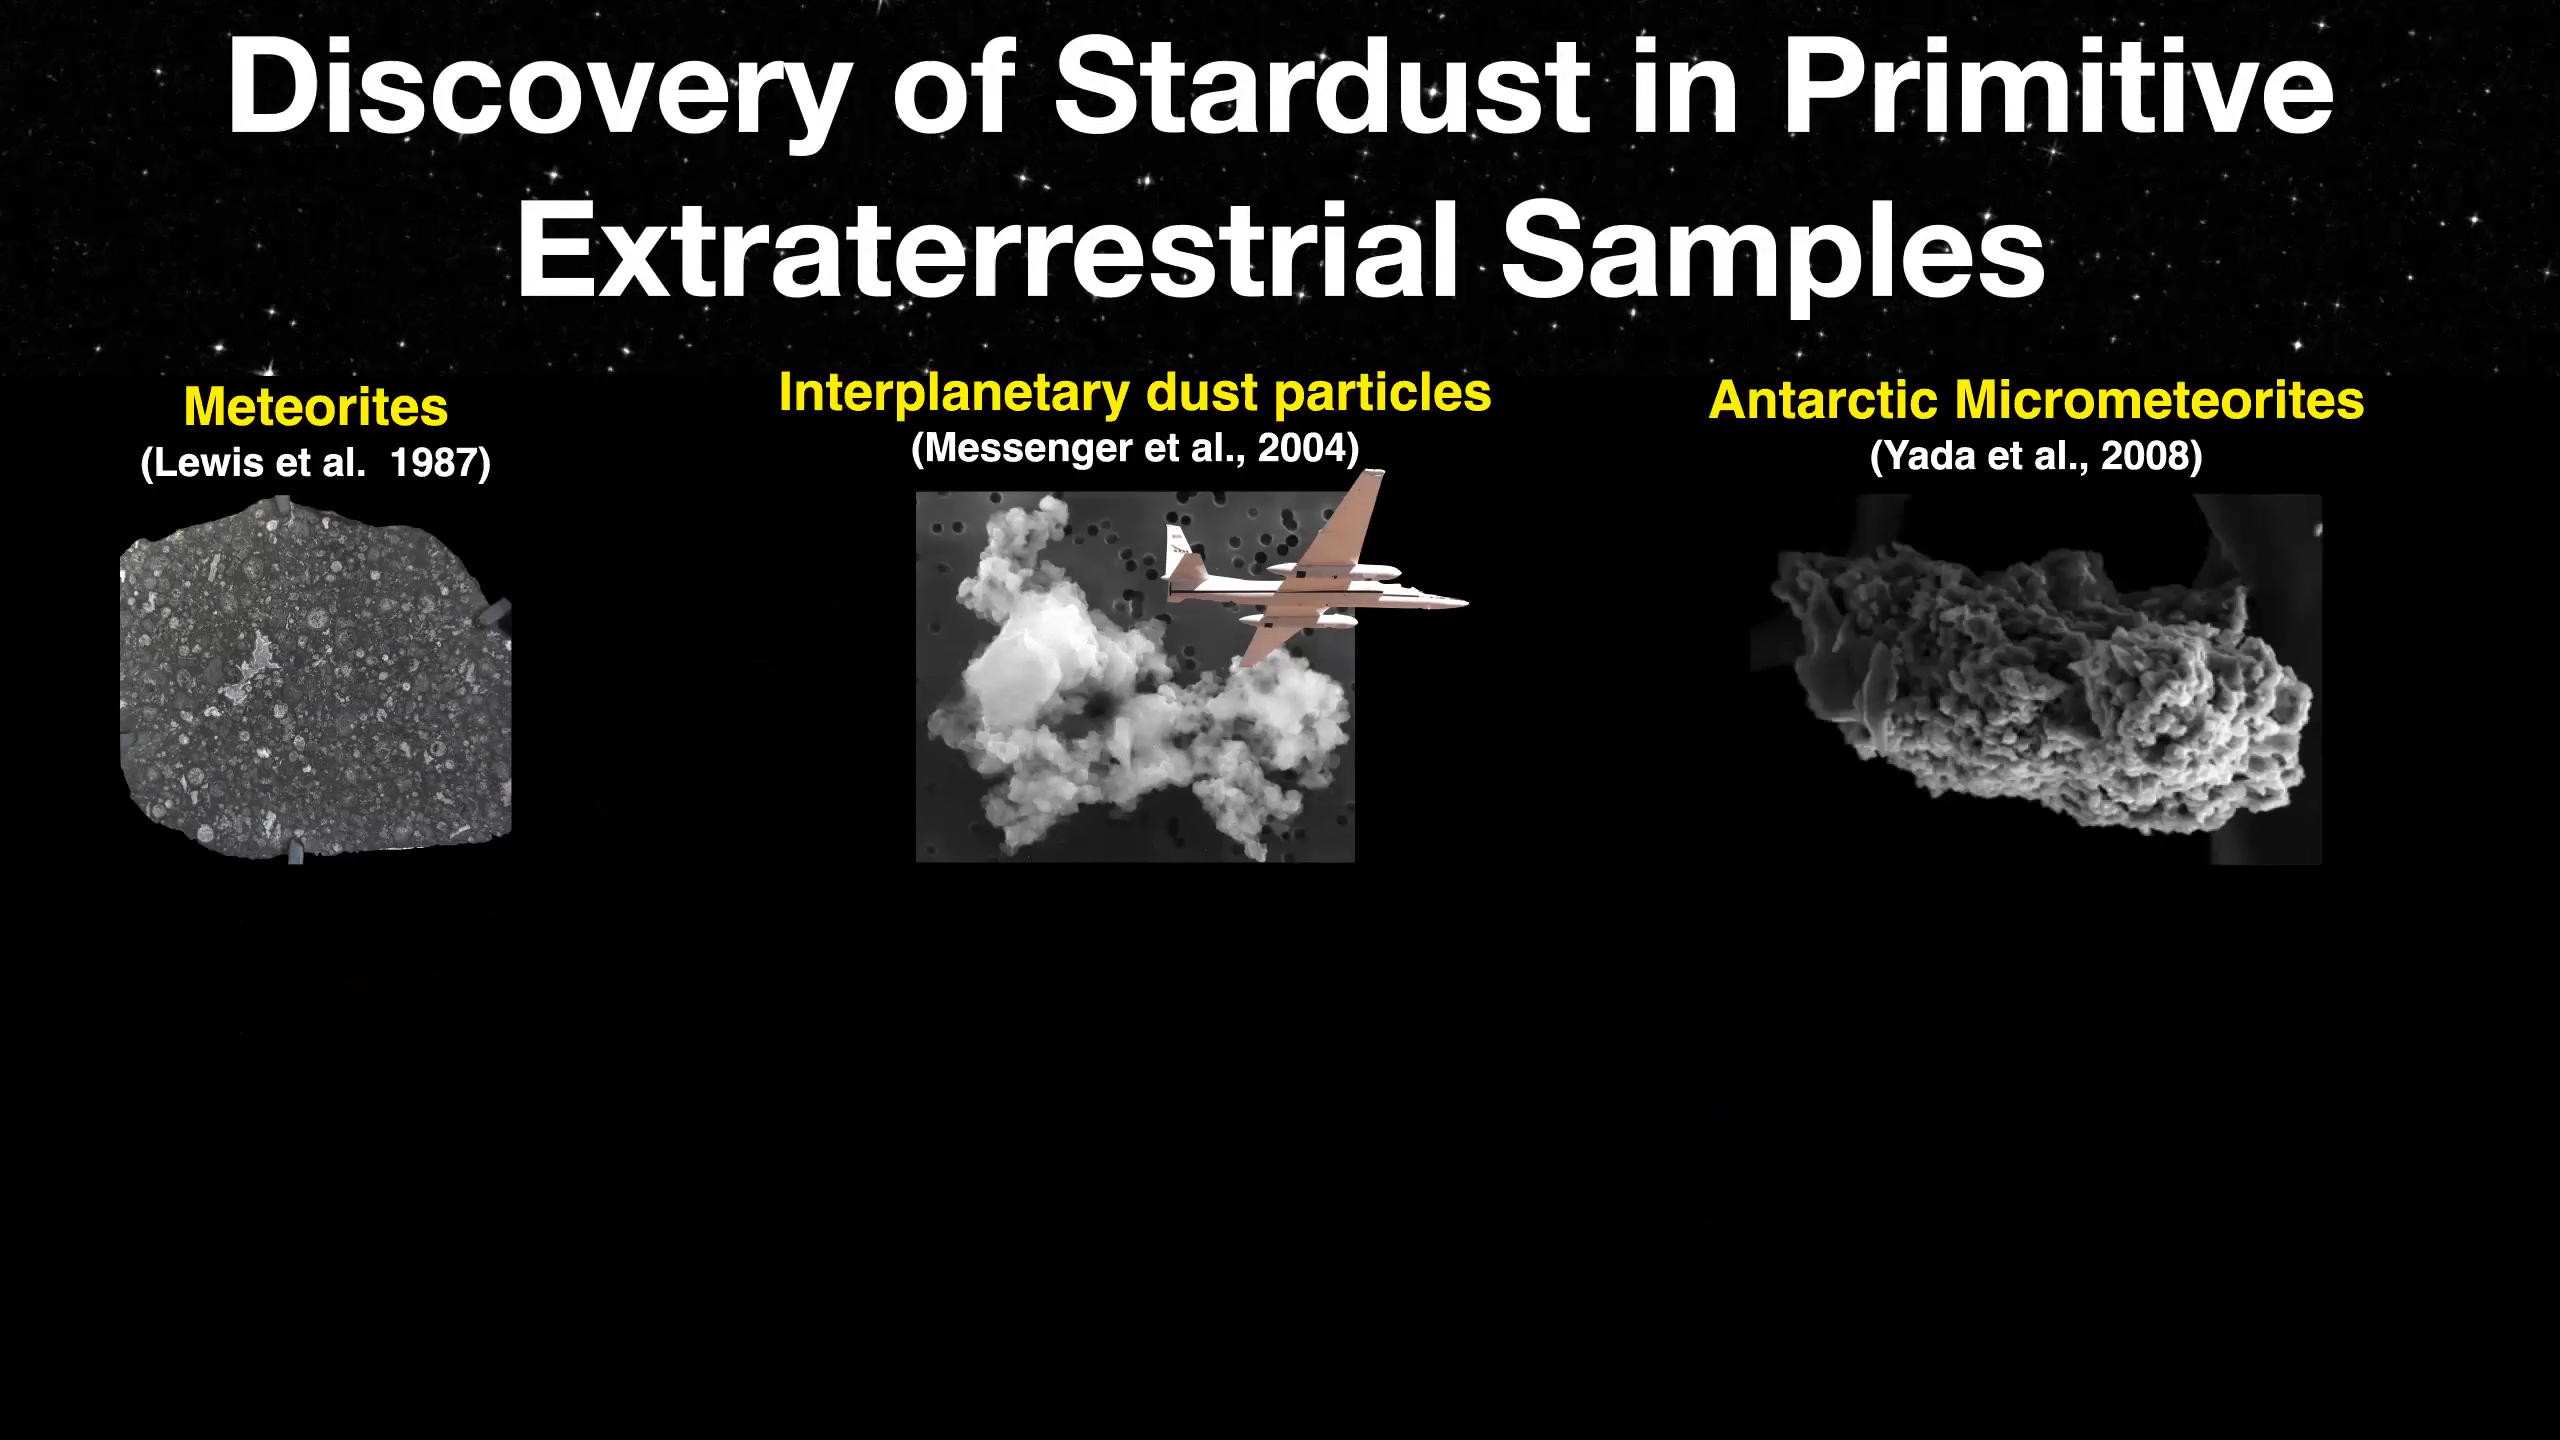 Discovery of Stardust in Primitive
Extraterrestrial Samples
Meteorites
(Lewis et al.  1987)
Interplanetary dust particles
(Messenger et al., 2004)
Antarctic Micrometeorites
(Yada et al., 2008)